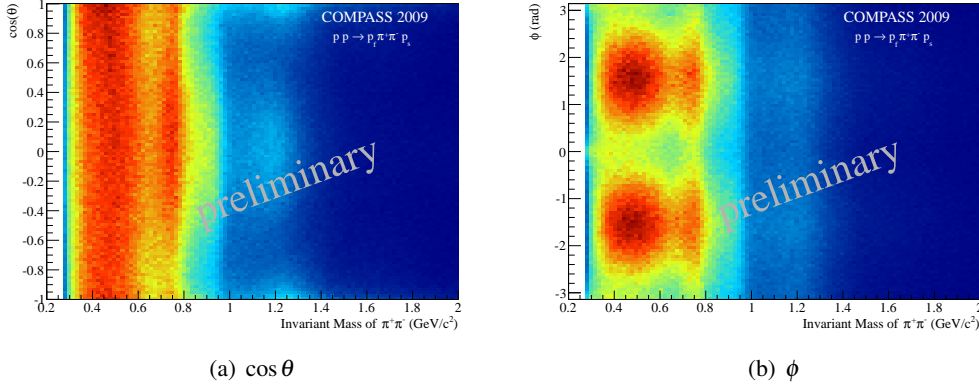 COMPASS 2009
p p → p_f π⁺π⁻ p_s
preliminary
cos(θ)
1
0.8
0.6
0.4
0.2
0
-0.2
-0.4
-0.6
-0.8
-1
0.2 0.4 0.6 0.8 1 1.2 1.4 1.6 1.8 2
Invariant Mass of π⁺π⁻ (GeV/c²)
(a) cos θ
COMPASS 2009
p p → p_f π⁺π⁻ p_s
preliminary
ϕ (rad)
3
2
1
0
-1
-2
-3
0.2 0.4 0.6 0.8 1 1.2 1.4 1.6 1.8 2
Invariant Mass of π⁺π⁻ (GeV/c²)
(b) ϕ